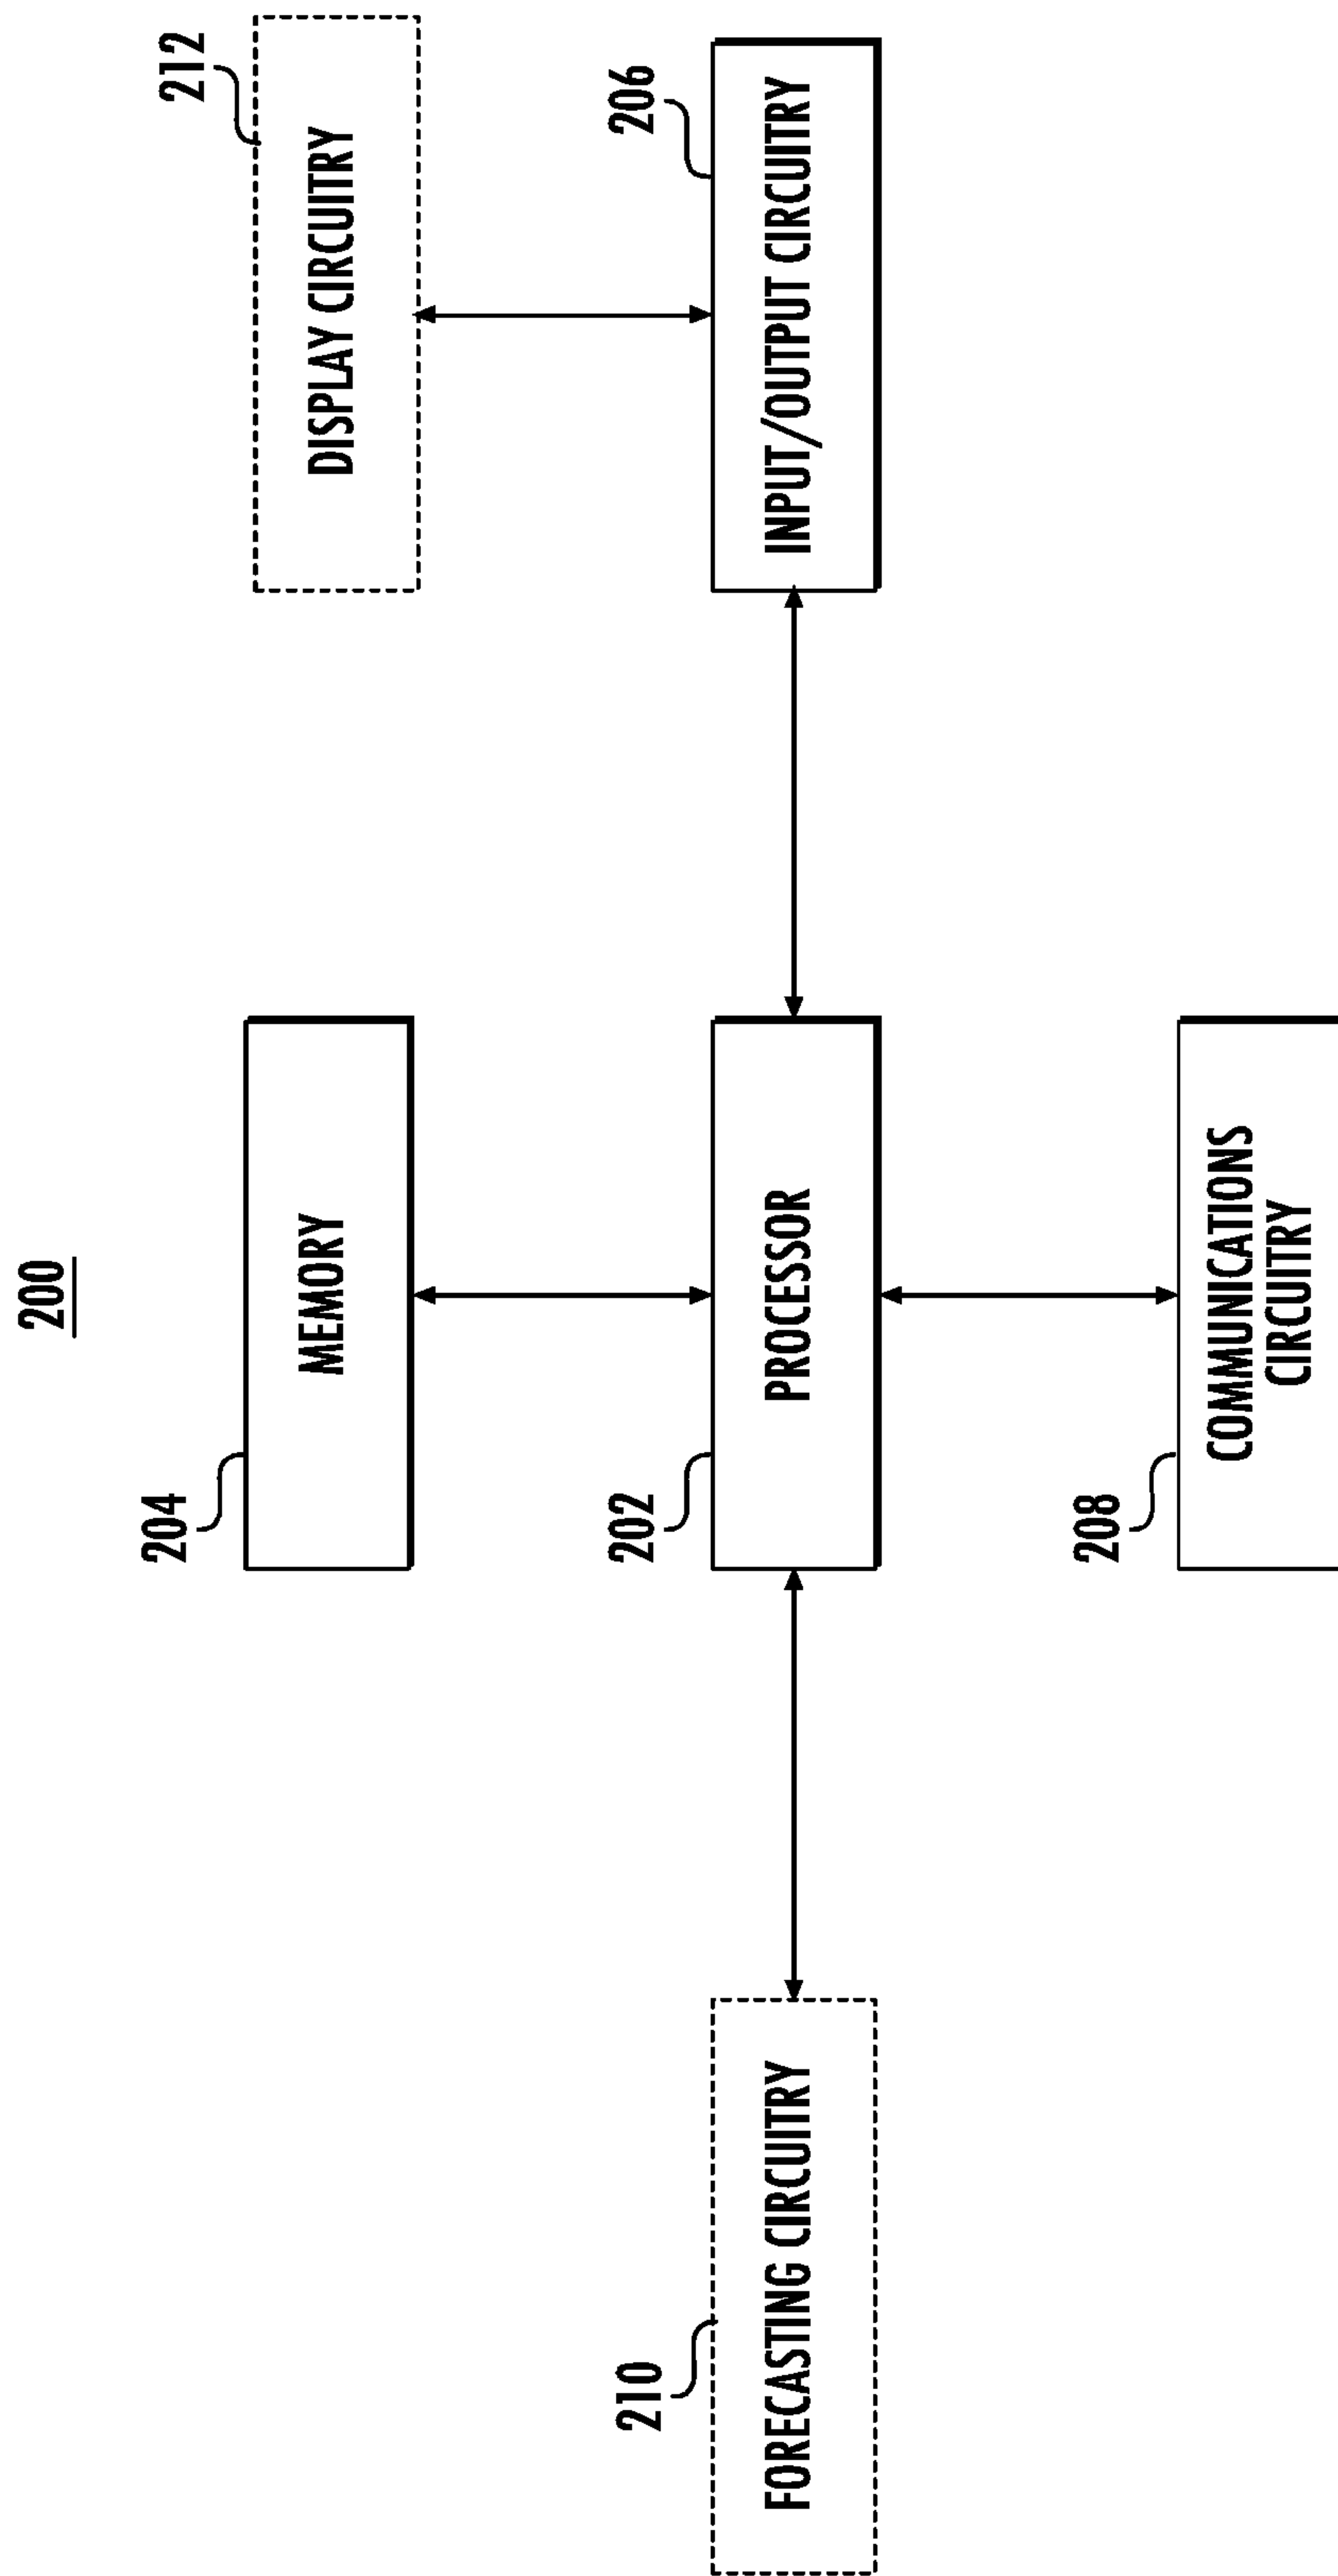 200
204
MEMORY
212
DISPLAY CIRCUITRY
210
FORECASTING CIRCUITRY
202
PROCESSOR
206
INPUT/OUTPUT CIRCUITRY
208
COMMUNICATIONS
CIRCUITRY